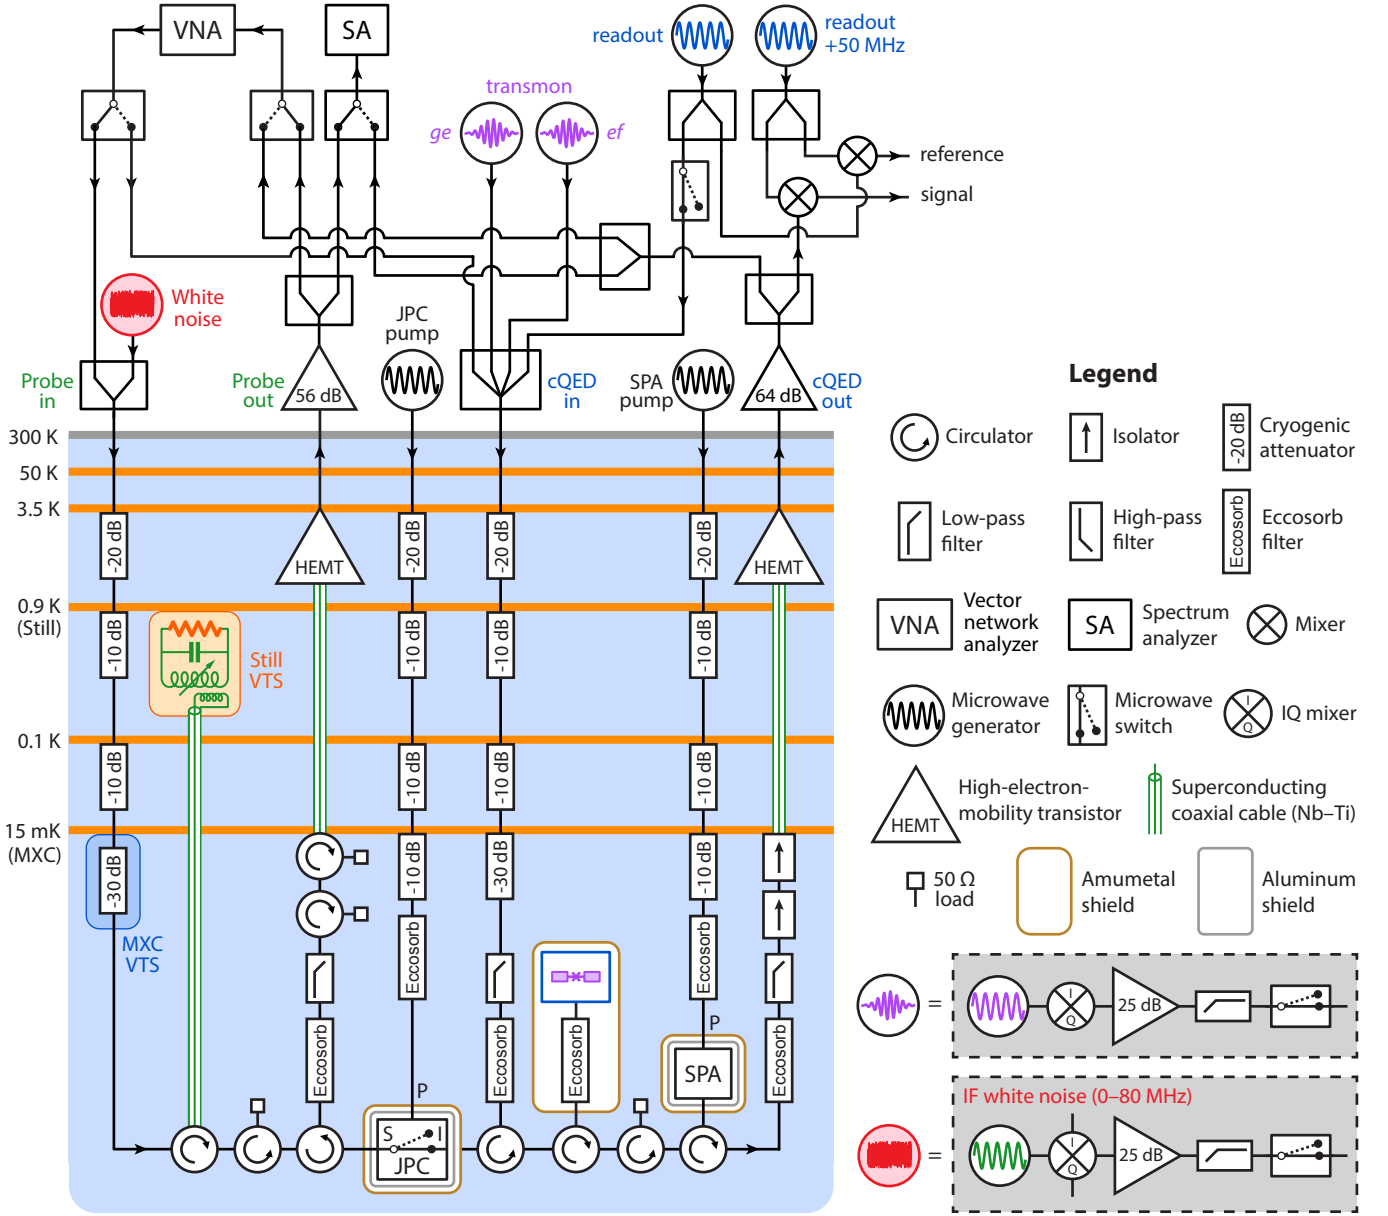 VNA
SA
readout
readout
+50 MHz
transmon
ge
ef
reference
signal
White
noise
JPC
pump
Probe
in
Probe
out
56 dB
cQED
in
SPA
pump
64 dB
cQED
out
300 K
50 K
3.5 K
0.9 K
(Still)
0.1 K
15 mK
(MXC)
-20 dB
HEMT
-20 dB
-20 dB
-20 dB
HEMT
-10 dB
Still
VTS
-10 dB
-10 dB
-10 dB
-10 dB
-10 dB
-10 dB
-10 dB
-30 dB
MXC
VTS
-10 dB
-30 dB
-10 dB
Eccosorb
Eccosorb
Eccosorb
Eccosorb
Eccosorb
Eccosorb
P
P
SPA
S
I
JPC
Legend
Circulator
Isolator
-20 dB
Cryogenic
attenuator
Low-pass
filter
High-pass
filter
Eccosorb
Eccosorb
filter
VNA
Vector
network
analyzer
SA
Spectrum
analyzer
Mixer
Microwave
generator
Microwave
switch
I
Q
IQ mixer
HEMT
High-electron-
mobility transistor
Superconducting
coaxial cable (Nb–Ti)
50 Ω
load
Amumetal
shield
Aluminum
shield
=
I
Q
25 dB
IF white noise (0–80 MHz)
=
I
Q
25 dB